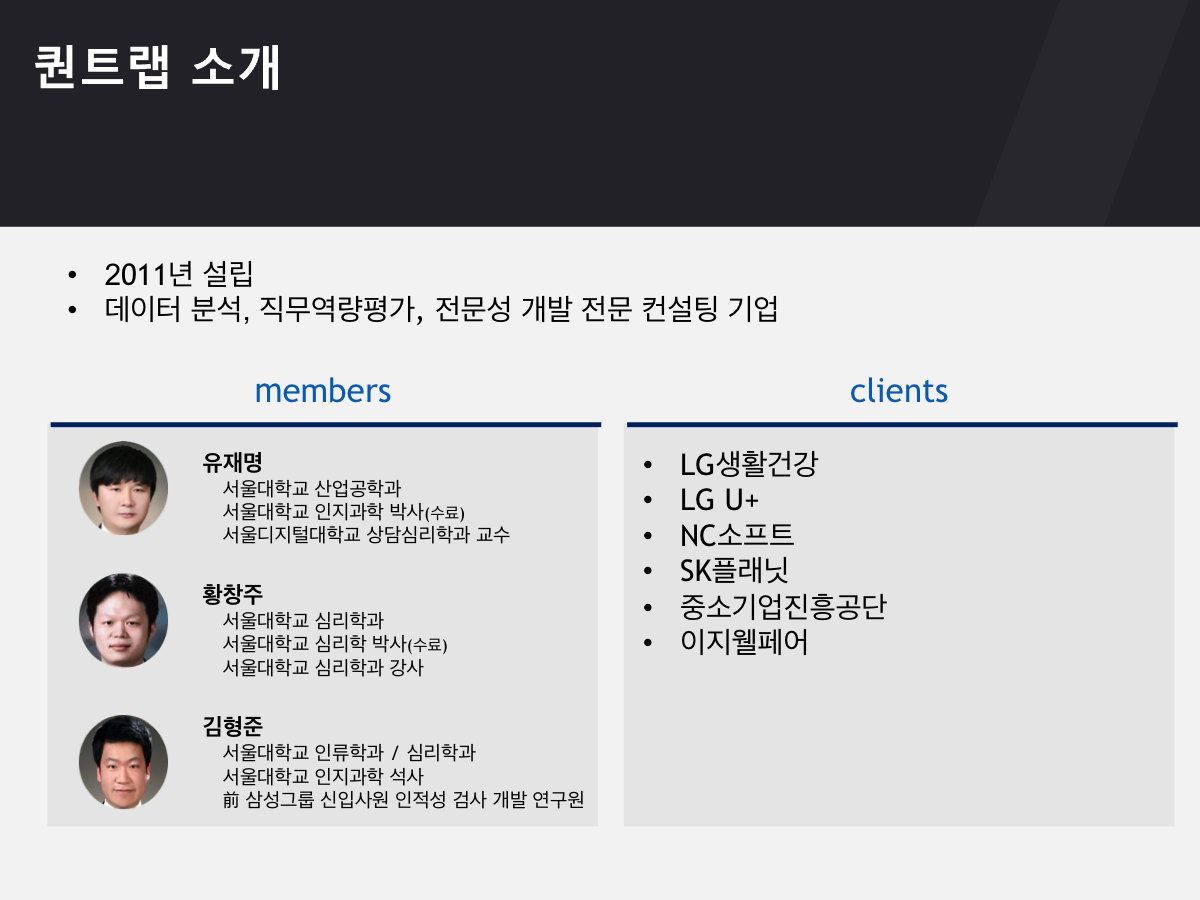 퀀트랩 소개
• 2011년 설립
• 데이터 분석, 직무역량평가, 전문성 개발 전문 컨설팅 기업
members
유재명
서울대학교 산업공학과
서울대학교 인지과학 박사(수료)
서울디지털대학교 상담심리학과 교수
황창주
서울대학교 심리학과
서울대학교 심리학 박사(수료)
서울대학교 심리학과 강사
김형준
서울대학교 인류학과 / 심리학과
서울대학교 인지과학 석사
前 삼성그룹 신입사원 인적성 검사 개발 연구원
clients
• LG생활건강
• LG U+
• NC소프트
• SK플래닛
• 중소기업진흥공단
• 이지웰페어